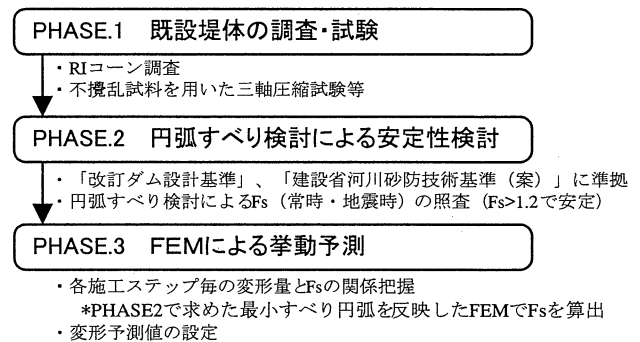 PHASE.1 既設堤体の調査・試験
・RIコーン調査
・不攪乱試料を用いた三軸圧縮試験等
PHASE.2 円弧すべり検討による安定性検討
・「改訂ダム設計基準」、「建設省河川砂防技術基準（案）」に準拠
・円弧すべり検討によるFs（常時・地震時）の照査（Fs>1.2で安定）
PHASE.3 FEMによる挙動予測
・各施工ステップ毎の変形量とFsの関係把握
*PHASE2で求めた最小すべり円弧を反映したFEMでFsを算出
・変形予測値の設定